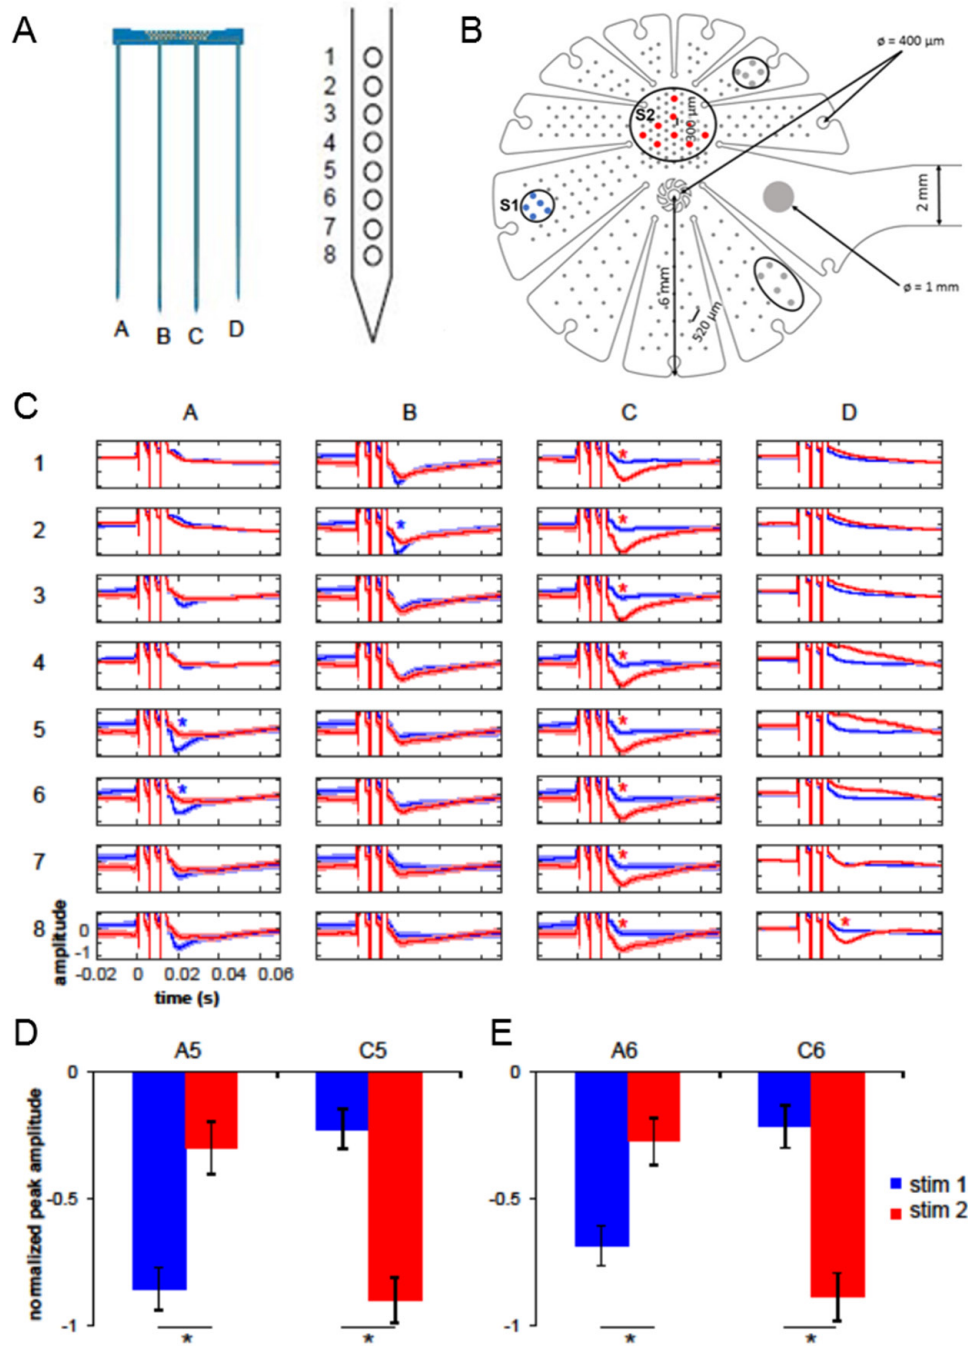 A
B
1
2
3
4
5
6
7
8
A B C D
ø = 400 µm
S2
300 µm
S1
2 mm
6 mm
520 µm
ø = 1 mm
C
A B C D
1
*
2
* *
3
*
4
*
5
* *
6
* *
7
*
8
* *
amplitude
0
-1
-0.02 0 0.02 0.04 0.06
time (s)
D
E
A5 C5
A6 C6
normalized peak amplitude
0
-0.5
-1
* *
0
-0.5
-1
* *
stim 1
stim 2